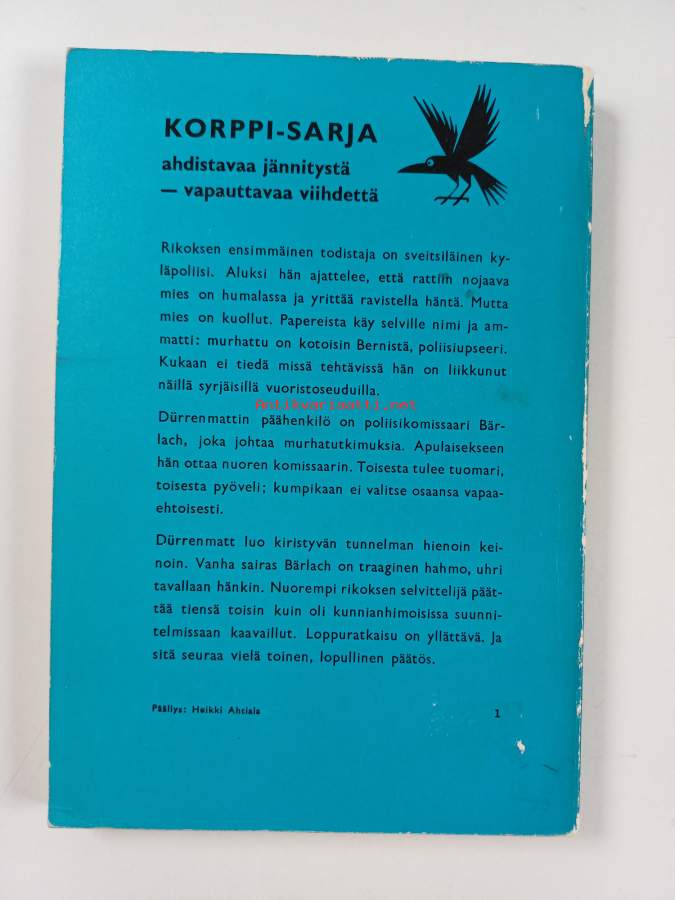 KORPPI-SARJA
ahdistavaa jännitystä
— vapauttavaa viihdettä
Rikoksen ensimmäinen todistaja on sveitsiläinen ky-
läpoliisi. Aluksi hän ajattelee, että rattiin nojaava
mies on humalassa ja yrittää ravistella häntä. Mutta
mies on kuollut. Papereista käy selville nimi ja am-
matti: murhattu on kotoisin Bernistä, poliisiupseeri.
Kukaan ei tiedä missä tehtävissä hän on liikkunut
näillä syrjäisillä vuoristoseuduilla.
Antikvariaatti.net
Dürrenmattin päähenkilö on poliisikomissaari Bär-
lach, joka johtaa murhatutkimuksia. Apulaisekseen
hän ottaa nuoren komissaarin. Toisesta tulee tuomari,
toisesta pyöveli; kumpikaan ei valitse osaansa vapaa-
ehtoisesti.
Dürrenmatt luo kiristyvän tunnelman hienoin kei-
noin. Vanha sairas Bärlach on traaginen hahmo, uhri
tavallaan hänkin. Nuorempi rikoksen selvittelijä päät-
tää tiensä toisin kuin oli kunnianhimoisissa suunni-
telmissaan kaavaillut. Loppuratkaisu on yllättävä. Ja
sitä seuraa vielä toinen, lopullinen päätös.
Päällys: Heikki Ahtiala
1